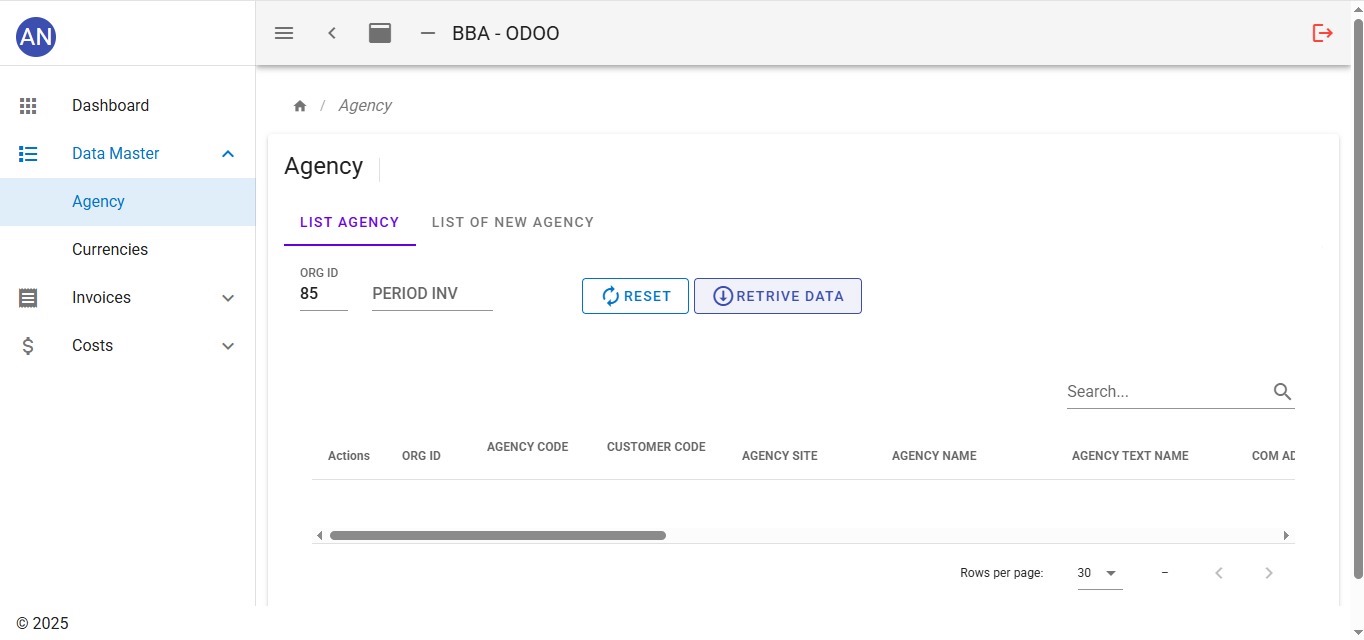 AN
BBA - ODOO
Dashboard
Data Master
Agency
Currencies
Invoices
Costs
© 2025
/ Agency
Agency
LIST AGENCY LIST OF NEW AGENCY
ORG ID
85 PERIOD INV
RESET RETRIVE DATA
Search...
Actions ORG ID AGENCY CODE CUSTOMER CODE AGENCY SITE AGENCY NAME AGENCY TEXT NAME COM AD
Rows per page: 30 –